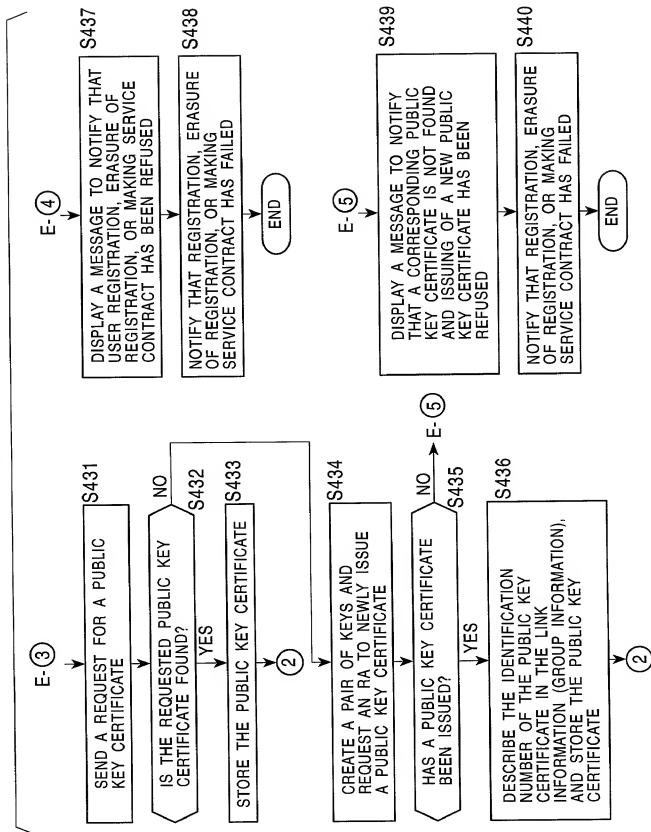 E-③
S431
SEND A REQUEST FOR A PUBLIC
KEY CERTIFICATE
S432
IS THE REQUESTED PUBLIC KEY
CERTIFICATE FOUND?
NO
YES
S433
STORE THE PUBLIC KEY CERTIFICATE
②
S434
CREATE A PAIR OF KEYS AND
REQUEST AN RA TO NEWLY ISSUE
A PUBLIC KEY CERTIFICATE
S435
HAS A PUBLIC KEY CERTIFICATE
BEEN ISSUED?
NO
E-⑤
YES
S436
DESCRIBE THE IDENTIFICATION
NUMBER OF THE PUBLIC KEY
CERTIFICATE IN THE LINK
INFORMATION (GROUP INFORMATION),
AND STORE THE PUBLIC KEY
CERTIFICATE
②
E-④
S437
DISPLAY A MESSAGE TO NOTIFY THAT
USER REGISTRATION, ERASURE OF
REGISTRATION, OR MAKING SERVICE
CONTRACT HAS BEEN REFUSED
S438
NOTIFY THAT REGISTRATION, ERASURE
OF REGISTRATION, OR MAKING
SERVICE CONTRACT HAS FAILED
END
E-⑤
S439
DISPLAY A MESSAGE TO NOTIFY
THAT A CORRESPONDING PUBLIC
KEY CERTIFICATE IS NOT FOUND
AND ISSUING OF A NEW PUBLIC
KEY CERTIFICATE HAS BEEN
REFUSED
S440
NOTIFY THAT REGISTRATION, ERASURE
OF REGISTRATION, OR MAKING
SERVICE CONTRACT HAS FAILED
END